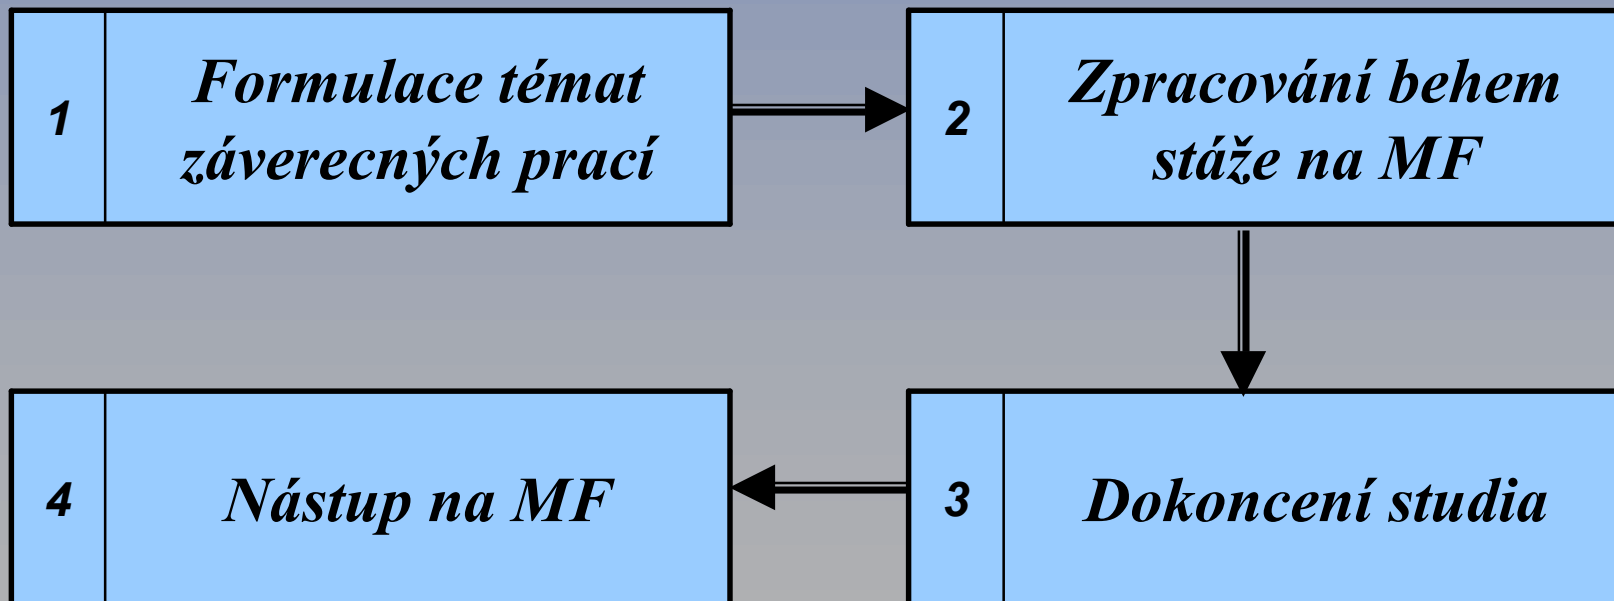 1
Formulace témat
záverecných prací
2
Zpracování behem
stáže na MF
3
Dokoncení studia
4
Nástup na MF